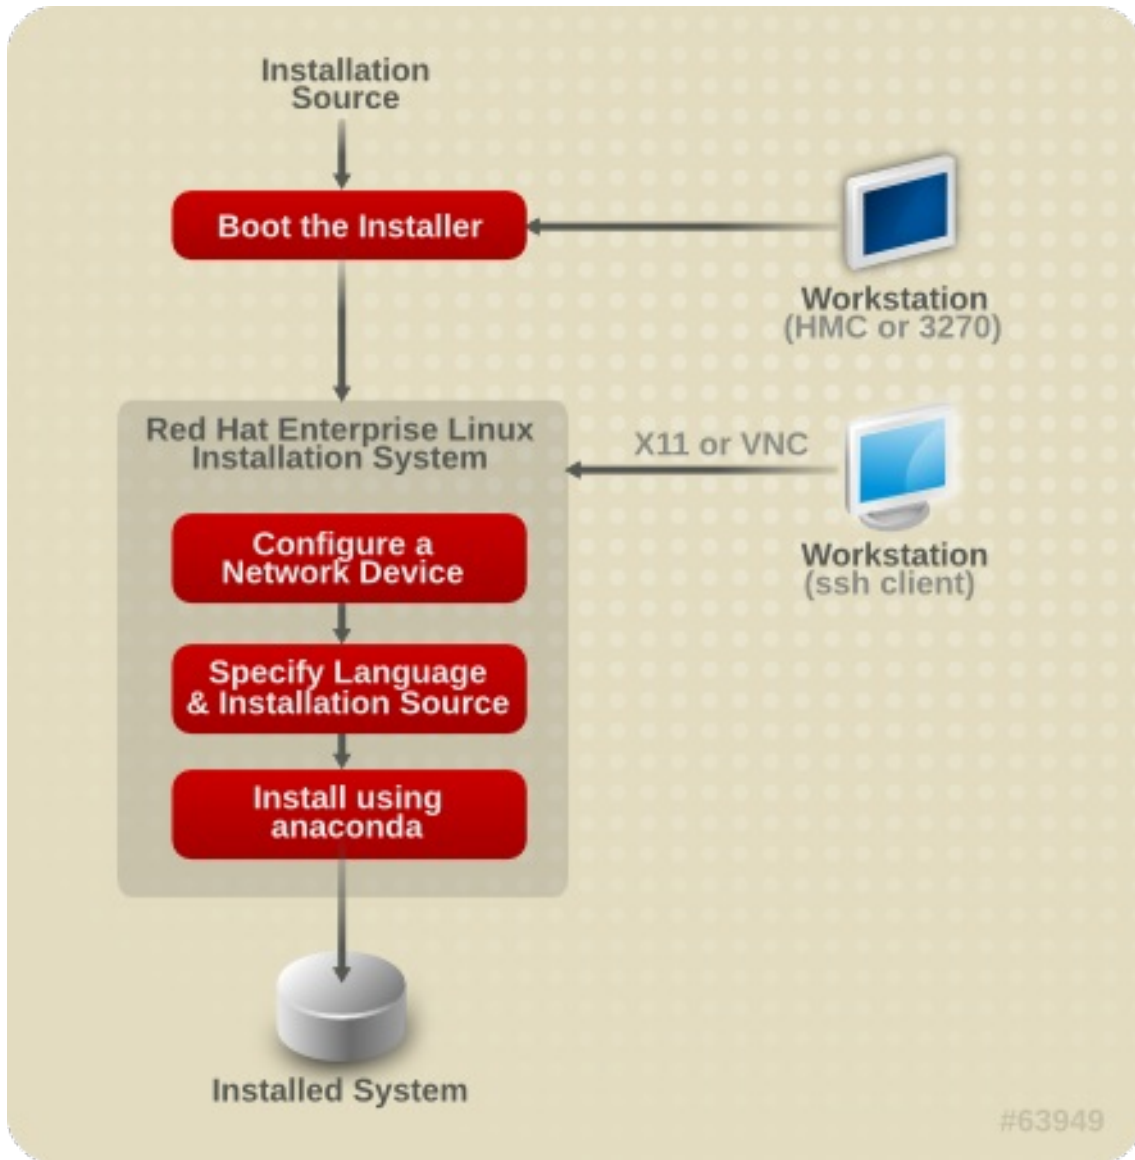 Installation
Source
Boot the Installer
Workstation
(HMC or 3270)
Red Hat Enterprise Linux
Installation System
X11 or VNC
Configure a
Network Device
Workstation
(ssh client)
Specify Language
& Installation Source
Install using
anaconda
Installed System
#63949